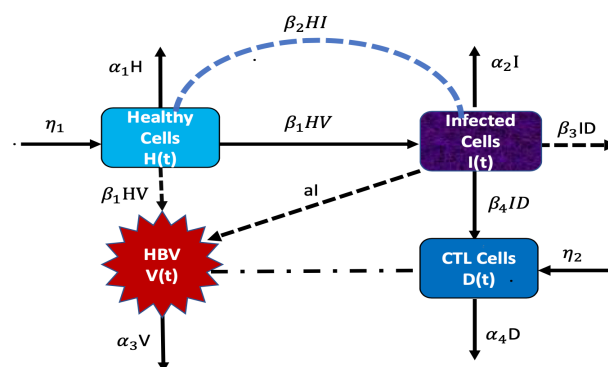 β₂HI
α₁H
α₂I
η₁
Healthy
Cells
H(t)
β₁HV
Infected
Cells
I(t)
β₃ID
β₁HV
aI
β₄ID
HBV
V(t)
CTL Cells
D(t)
η₂
α₃V
α₄D